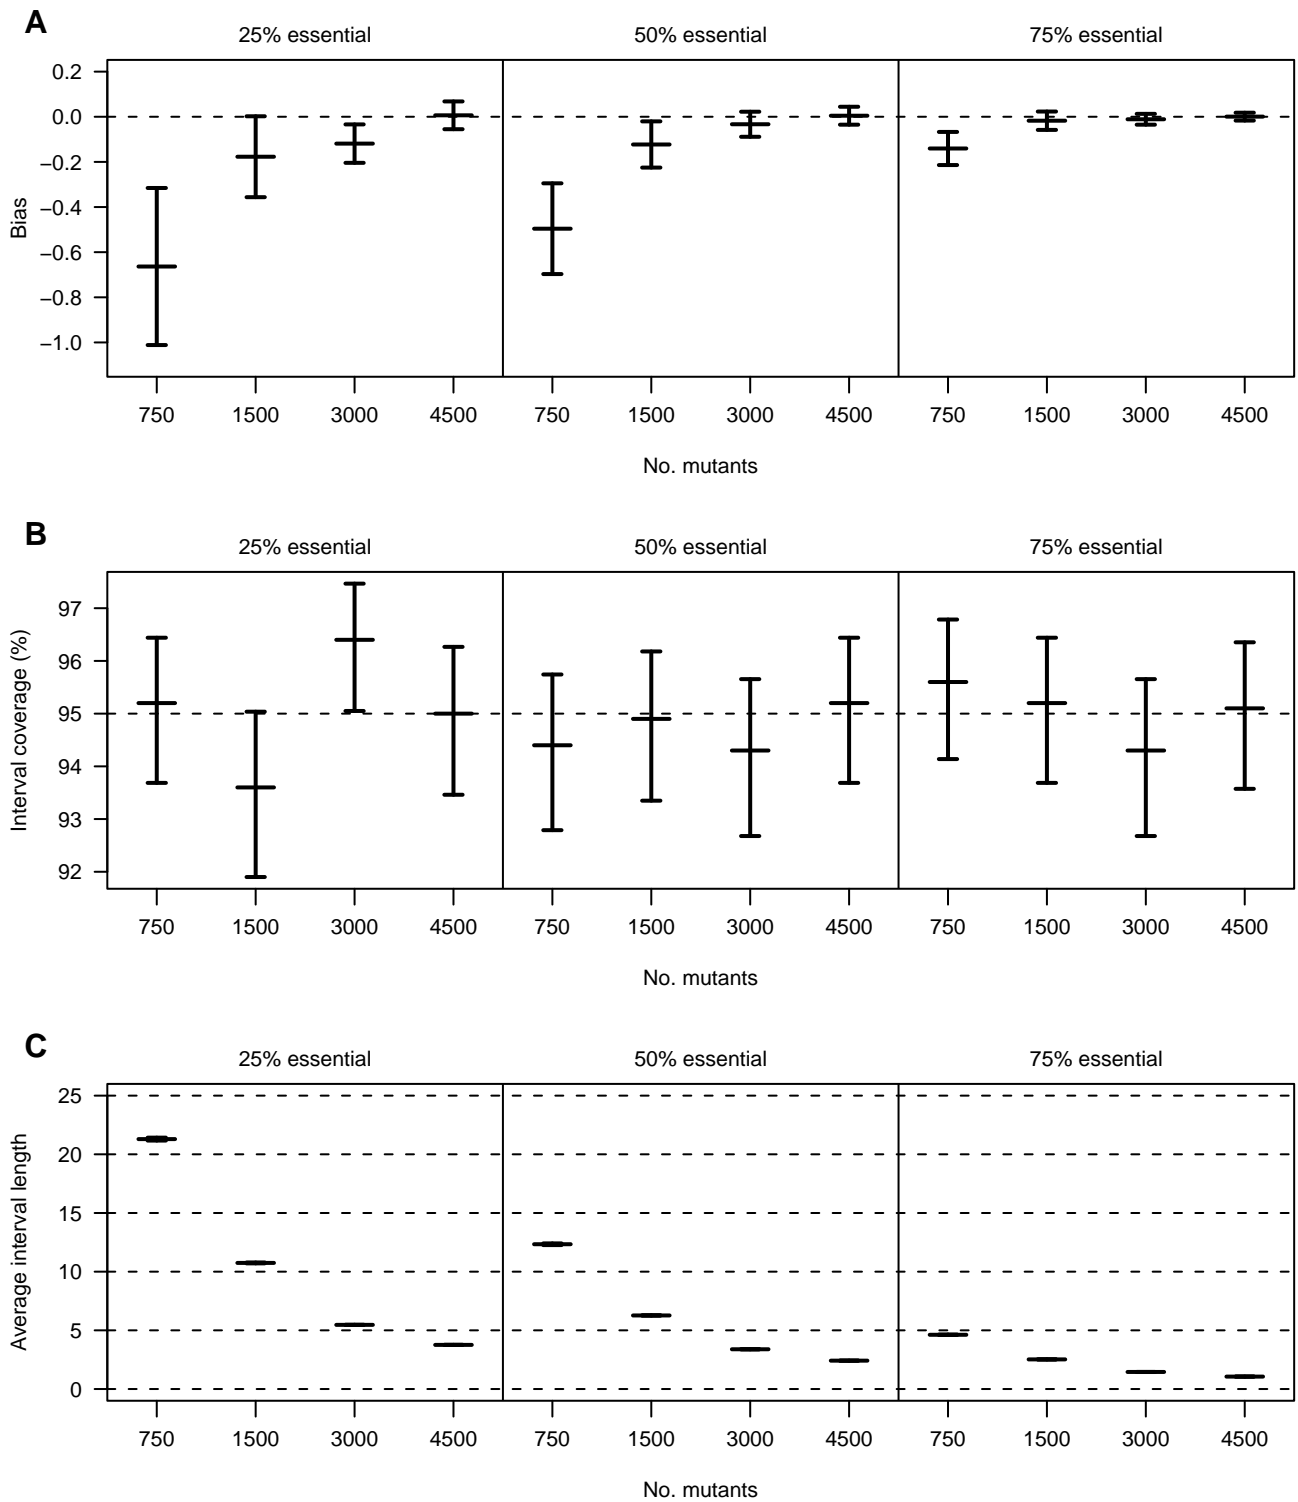 A
25% essential 50% essential 75% essential
0.2
0.0
−0.2
−0.4
−0.6
−0.8
−1.0
Bias
750 1500 3000 4500 750 1500 3000 4500 750 1500 3000 4500
No. mutants
B
25% essential 50% essential 75% essential
97
96
95
94
93
92
Interval coverage (%)
750 1500 3000 4500 750 1500 3000 4500 750 1500 3000 4500
No. mutants
C
25% essential 50% essential 75% essential
25
20
15
10
5
0
Average interval length
750 1500 3000 4500 750 1500 3000 4500 750 1500 3000 4500
No. mutants